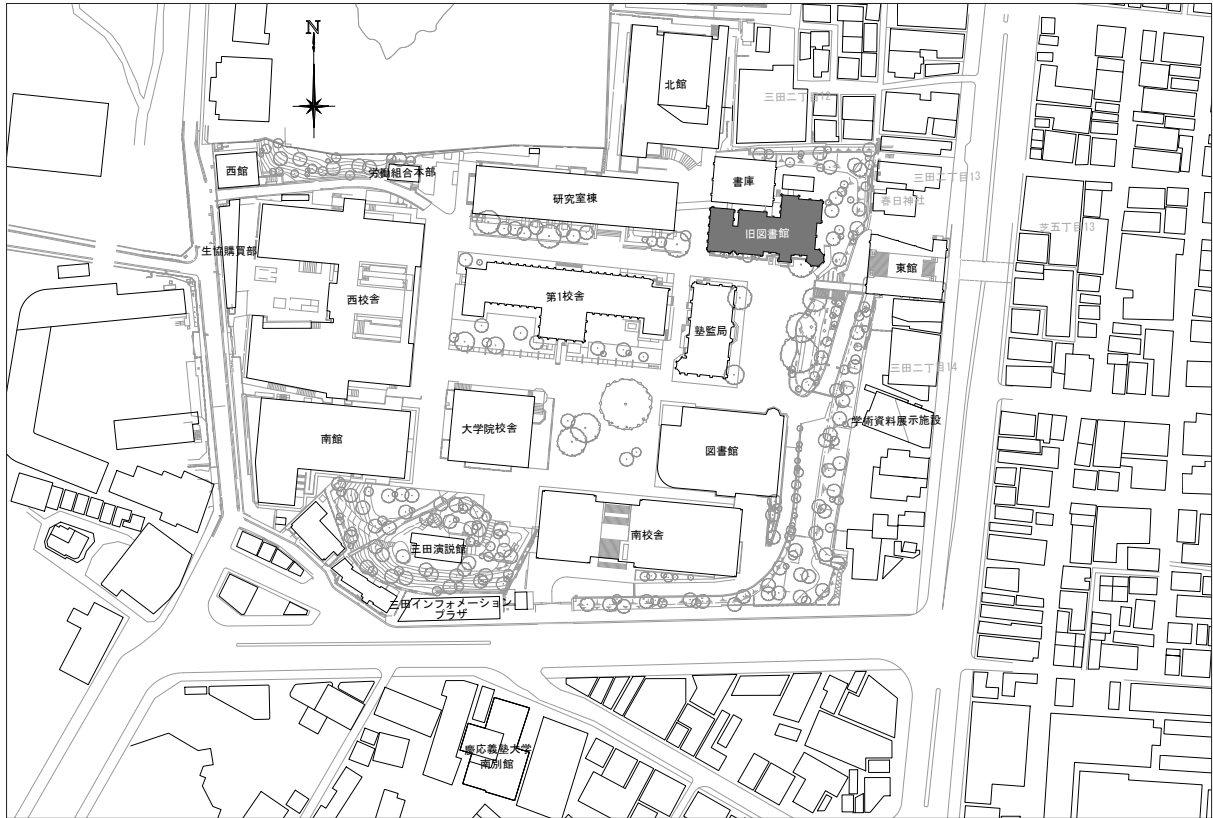 N
北館
三田二丁目12
西館
労働組合本部
書庫
三田二丁目13
研究室棟
春日神社
芝五丁目13
旧図書館
生協購買部
東館
西校舎
第1校舎
塾監局
三田二丁目14
学術資料展示施設
南館
大学院校舎
図書館
南校舎
三田演説館
三田インフォメーション
プラザ
慶応義塾大学
南別館